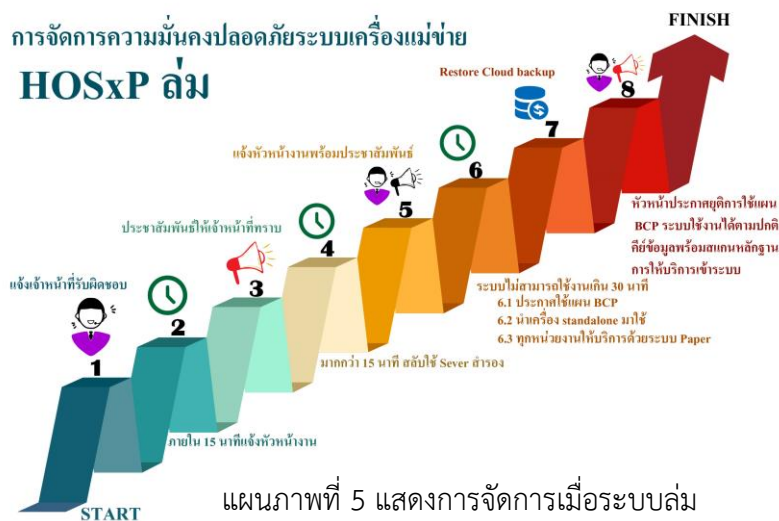 การจัดการความมั่นคงปลอดภัยระบบเครื่องแม่ข่าย
HOSxP ล่ม
START
1
แจ้งเจ้าหน้าที่รับผิดชอบ
2
ภายใน 15 นาทีแจ้งหัวหน้างาน
3
ประชาสัมพันธ์ให้เจ้าหน้าที่ทราบ
4
มากกว่า 15 นาที สลับใช้ Sever สำรอง
5
แจ้งหัวหน้างานพร้อมประชาสัมพันธ์
6
ระบบไม่สามารถใช้งานเกิน 30 นาที
6.1 ประกาศใช้แผน BCP
6.2 นำเครื่อง standalone มาใช้
6.3 ทุกหน่วยงานให้บริการด้วยระบบ Paper
7
Restore Cloud backup
8
หัวหน้าประกาศยุติการใช้แผน
BCP ระบบใช้งานได้ตามปกติ
คีย์ข้อมูลพร้อมสแกนหลักฐาน
การให้บริการเข้าระบบ
FINISH
แผนภาพที่ 5 แสดงการจัดการเมื่อระบบล่ม